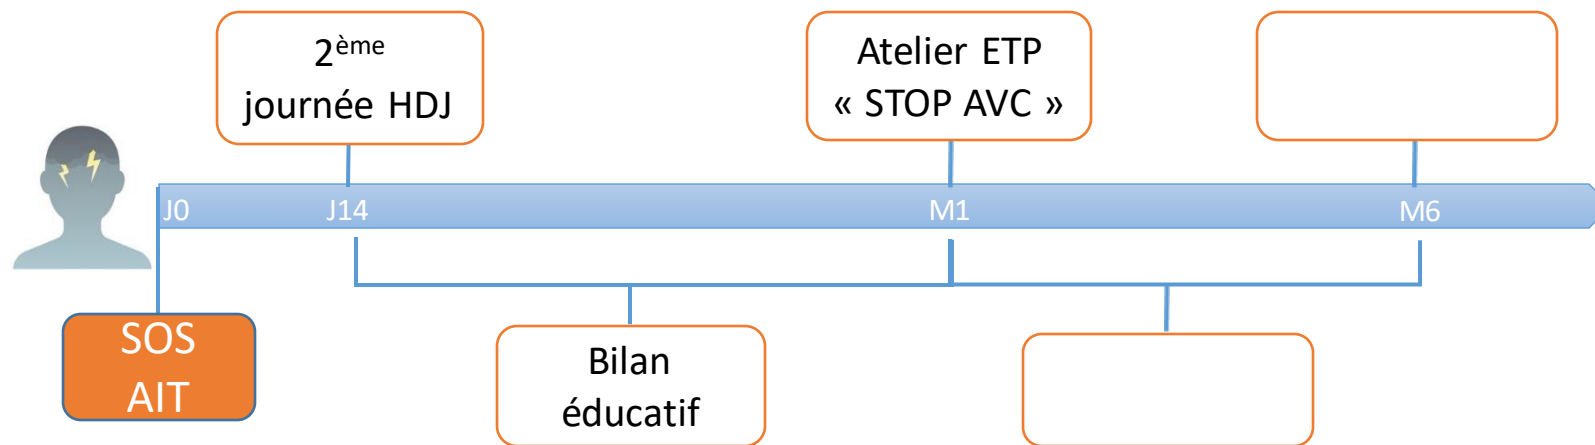 2ème
journée HDJ
Atelier ETP
« STOP AVC »
J0
J14
M1
M6
SOS
AIT
Bilan
éducatif